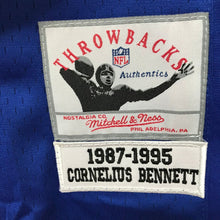 THROWBACKS
NFL
Authentics
NOSTALGIA CO.
Mitchell & Ness
PHILADELPHIA, PA
1987-1995
CORNELIUS BENNETT